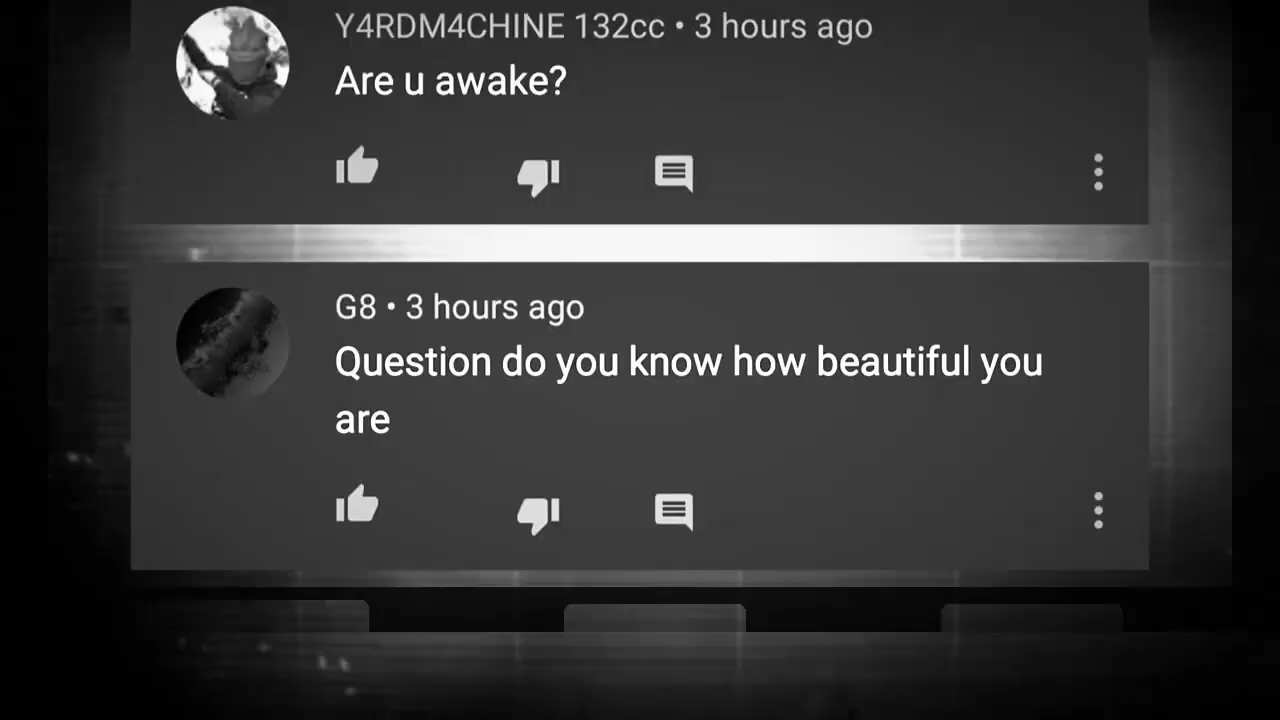 Y4RDM4CHINE 132cc • 3 hours ago
Are u awake?
G8 • 3 hours ago
Question do you know how beautiful you
are